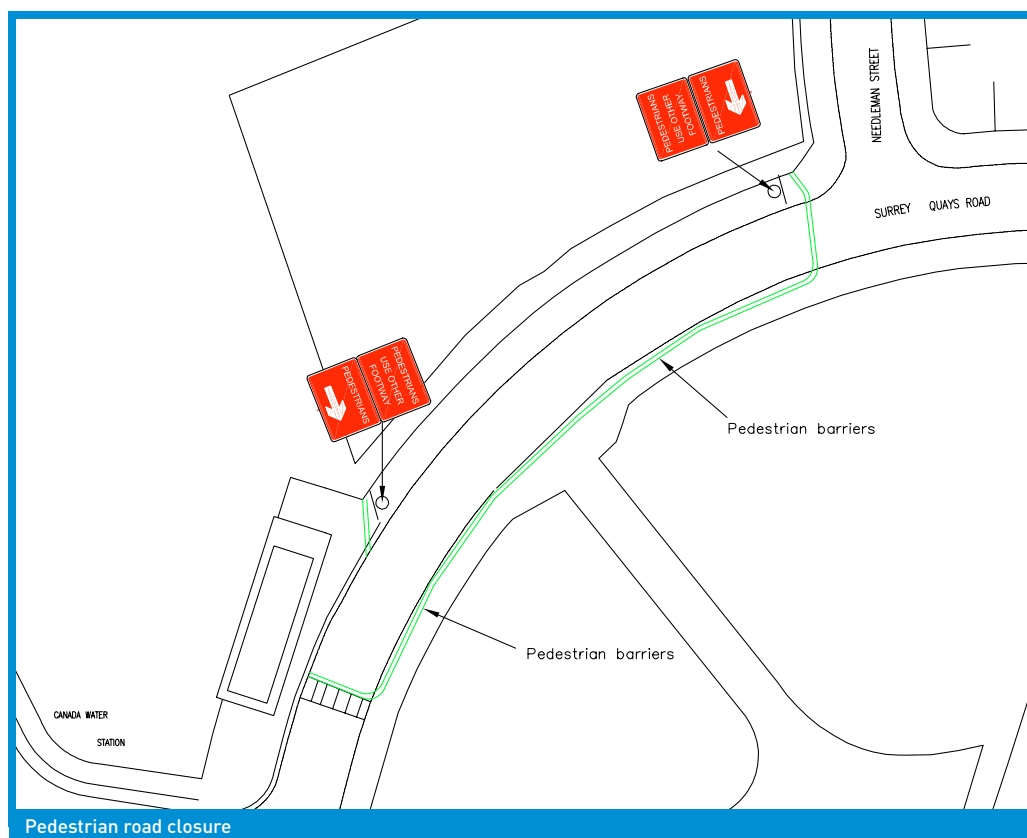 NEEDLEMAN STREET
PEDESTRIANS
USE OTHER
FOOTWAY
PEDESTRIANS
SURREY QUAYS ROAD
PEDESTRIANS
USE OTHER
FOOTWAY
PEDESTRIANS
Pedestrian barriers
Pedestrian barriers
CANADA WATER
STATION
Pedestrian road closure